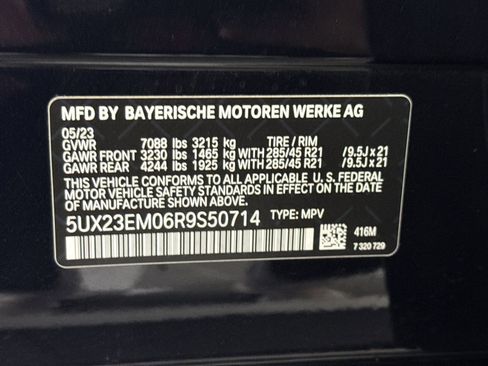 MFD BY BAYERISCHE MOTOREN WERKE AG
05/23
GVWR 7088 lbs 3215 kg TIRE / RIM
GAWR FRONT 3230 lbs 1465 kg WITH 285/45 R21 /9.5J x 21
GAWR REAR 4244 lbs 1925 kg WITH 285/45 R21 /9.5J x 21
THIS VEHICLE CONFORMS TO ALL APPLICABLE U.S. FEDERAL
MOTOR VEHICLE SAFETY STANDARDS IN EFFECT ON THE
DATE OF MANUFACTURE SHOWN ABOVE.
5UX23EM06R9S50714 TYPE: MPV
416M
7 320 729